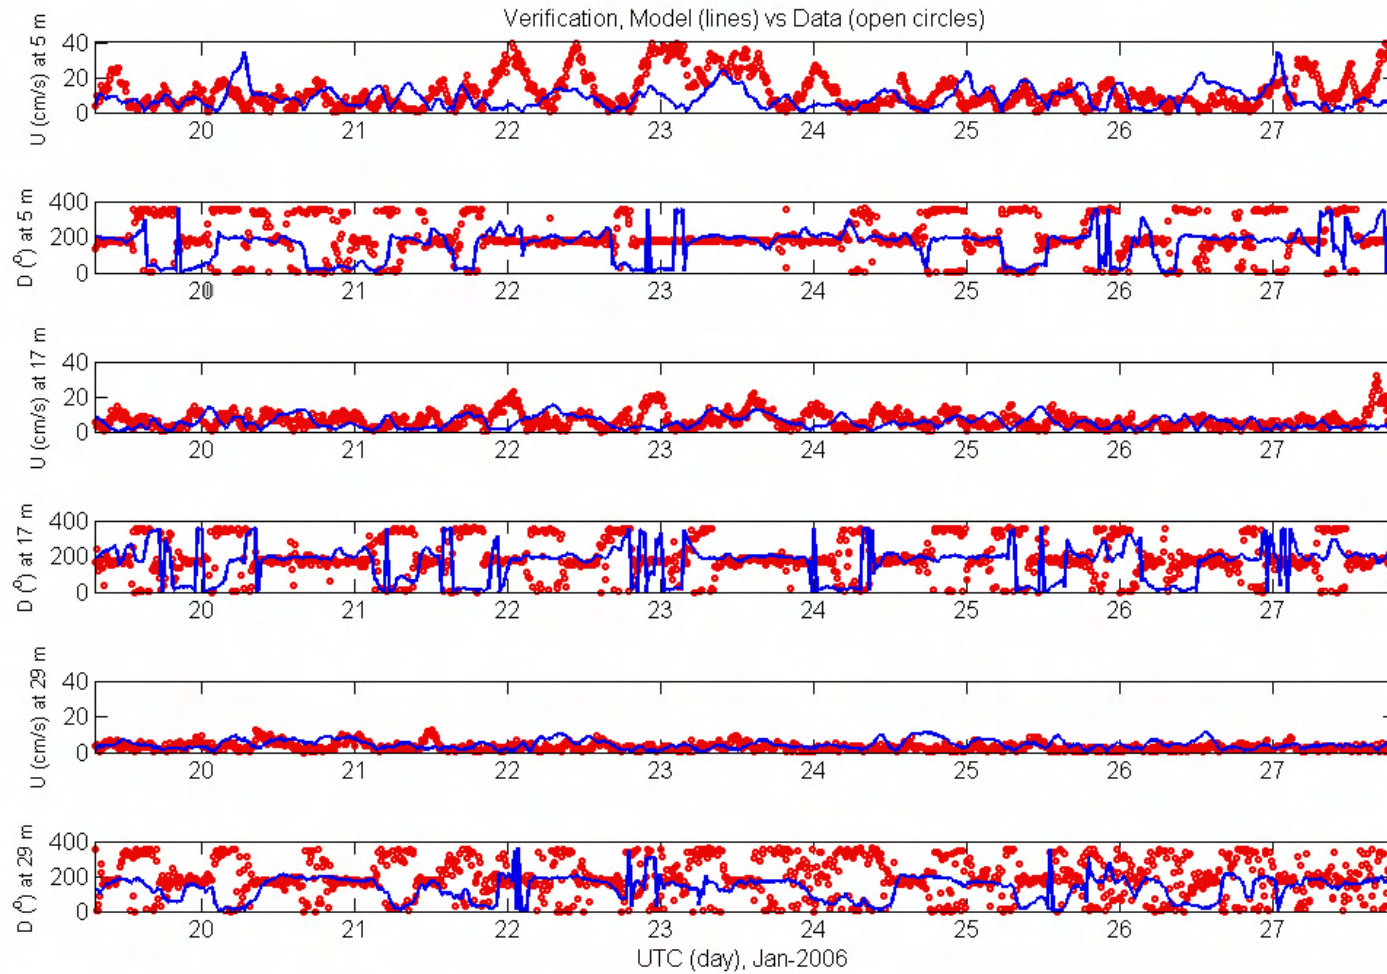 Verification, Model (lines) vs Data (open circles)
U (cm/s) at 5 m
40
20
0
20 21 22 23 24 25 26 27
D (⁰) at 5 m
400
200
0
20 21 22 23 24 25 26 27
U (cm/s) at 17 m
40
20
0
20 21 22 23 24 25 26 27
D (⁰) at 17 m
400
200
0
20 21 22 23 24 25 26 27
U (cm/s) at 29 m
40
20
0
20 21 22 23 24 25 26 27
D (⁰) at 29 m
400
200
0
20 21 22 23 24 25 26 27
UTC (day), Jan-2006